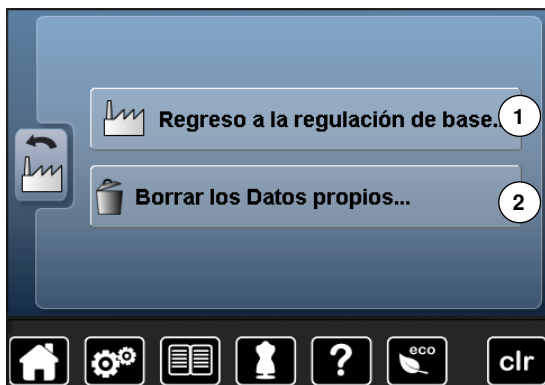 Regreso a la regulación de base..
1
Borrar los Datos propios...
2
?
eco
clr